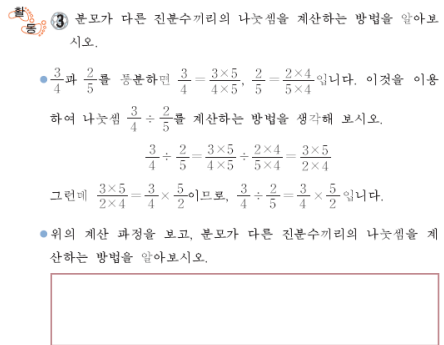 활동 3 분모가 다른 진분수끼리의 나눗셈을 계산하는 방법을 알아보
시오.
3/4과 2/5를 통분하면 3/4 = 3×5/4×5, 2/5 = 2×4/5×4입니다. 이것을 이용
하여 나눗셈 3/4 ÷ 2/5를 계산하는 방법을 생각해 보시오.
3/4 ÷ 2/5 = 3×5/4×5 ÷ 2×4/5×4 = 3×5/2×4
그런데 3×5/2×4 = 3/4 × 5/2이므로, 3/4 ÷ 2/5 = 3/4 × 5/2입니다.
위의 계산 과정을 보고, 분모가 다른 진분수끼리의 나눗셈을 계
산하는 방법을 알아보시오.